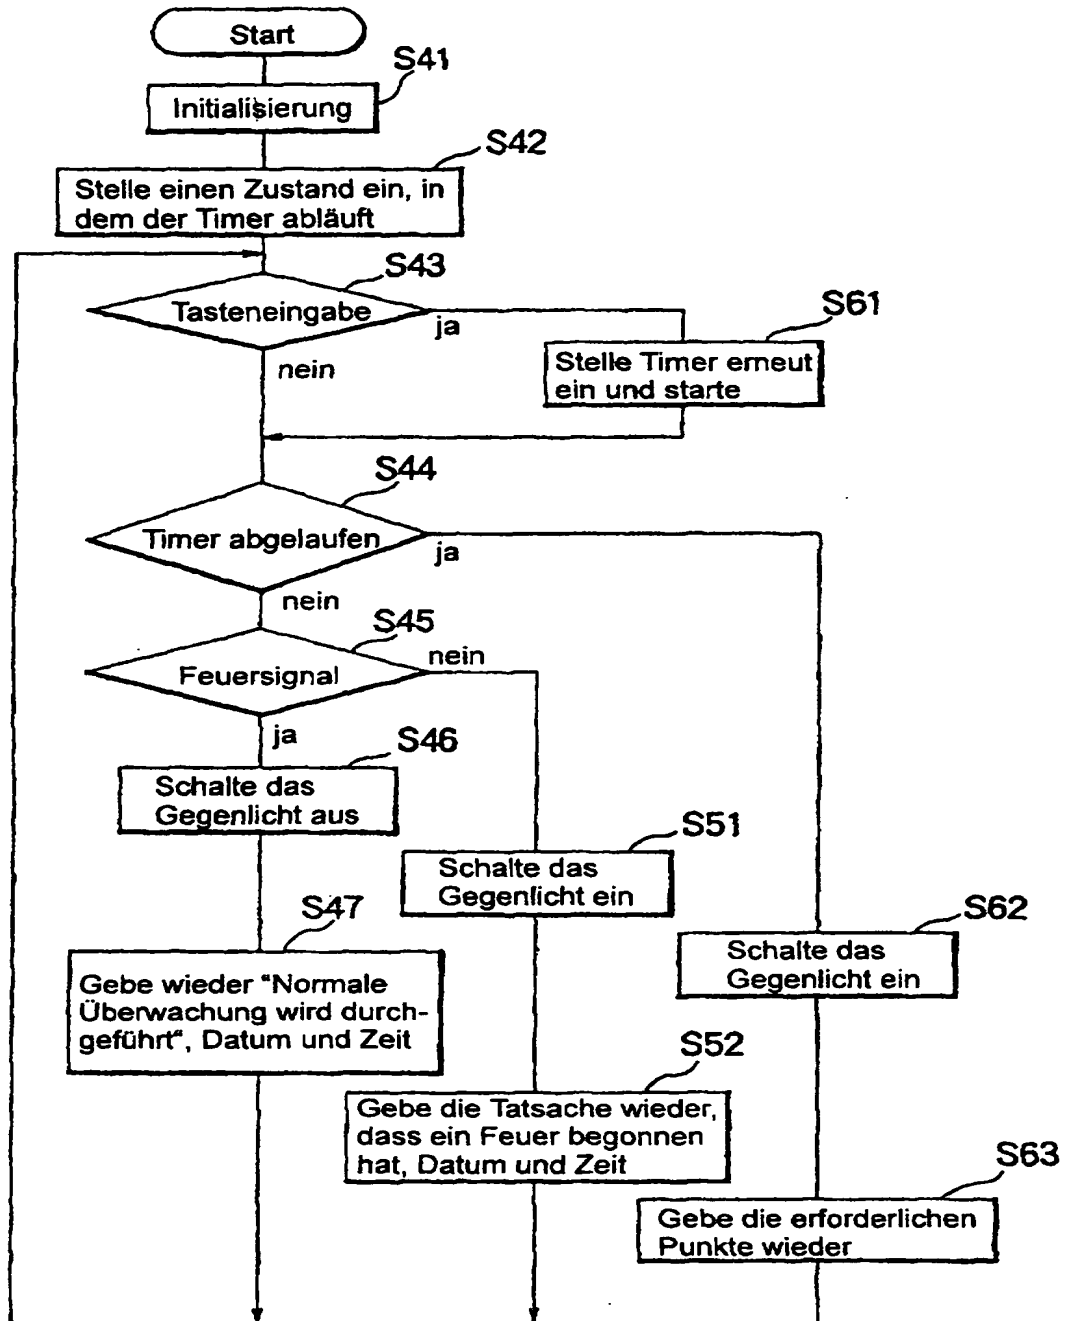 Start
S41
Initialisierung
S42
Stelle einen Zustand ein, in
dem der Timer abläuft
S43
Tasteneingabe
ja
nein
S61
Stelle Timer erneut
ein und starte
S44
Timer abgelaufen
ja
nein
S45
Feuersignal
nein
ja
S46
Schalte das
Gegenlicht aus
S51
Schalte das
Gegenlicht ein
S47
Gebe wieder "Normale
Überwachung wird durch-
geführt", Datum und Zeit
S62
Schalte das
Gegenlicht ein
S52
Gebe die Tatsache wieder,
dass ein Feuer begonnen
hat, Datum und Zeit
S63
Gebe die erforderlichen
Punkte wieder